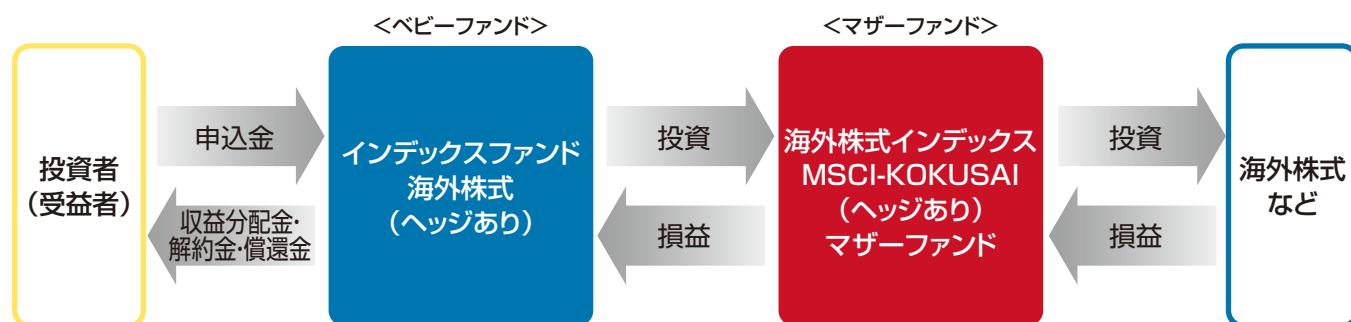 <ベビーファンド>
<マザーファンド>
投資者
(受益者)
申込金
収益分配金・
解約金・償還金
インデックスファンド
海外株式
(ヘッジあり)
投資
損益
海外株式インデックス
MSCI-KOKUSAI
(ヘッジあり)
マザーファンド
投資
損益
海外株式
など